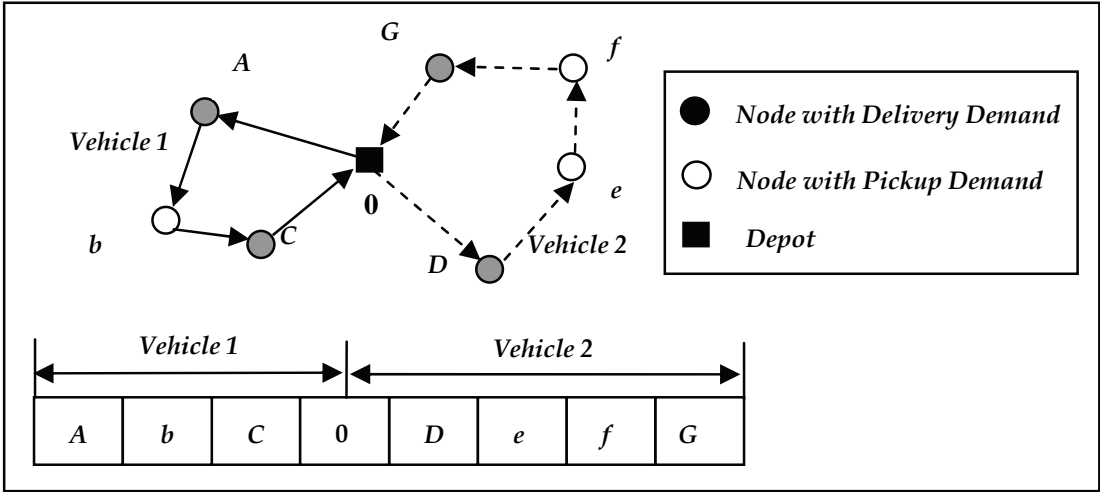 G
f
A
Vehicle 1
Node with Delivery Demand
Node with Pickup Demand
0
e
b
C
D
Vehicle 2
Depot
Vehicle 1
Vehicle 2
A b C 0 D e f G